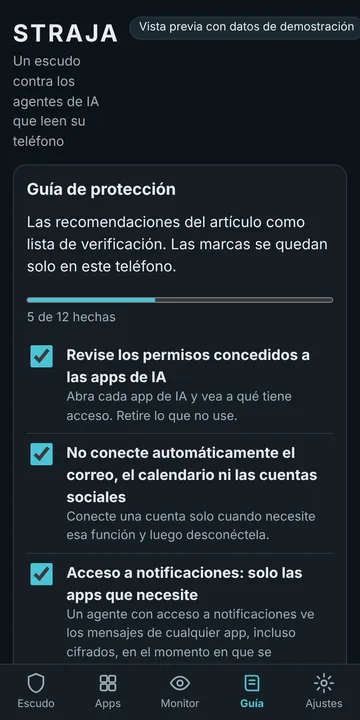 STRAJA
Vista previa con datos de demostración
Un escudo
contra los
agentes de IA
que leen su
teléfono
Guía de protección
Las recomendaciones del artículo como
lista de verificación. Las marcas se quedan
solo en este teléfono.
5 de 12 hechas
Revise los permisos concedidos a
las apps de IA
Abra cada app de IA y vea a qué tiene
acceso. Retire lo que no use.
No conecte automáticamente el
correo, el calendario ni las cuentas
sociales
Conecte una cuenta solo cuando necesite
esa función y luego desconéctela.
Acceso a notificaciones: solo las
apps que necesite
Un agente con acceso a notificaciones ve
los mensajes de cualquier app, incluso
cifrados, en el momento en que se
Escudo
Apps
Monitor
Guía
Ajustes